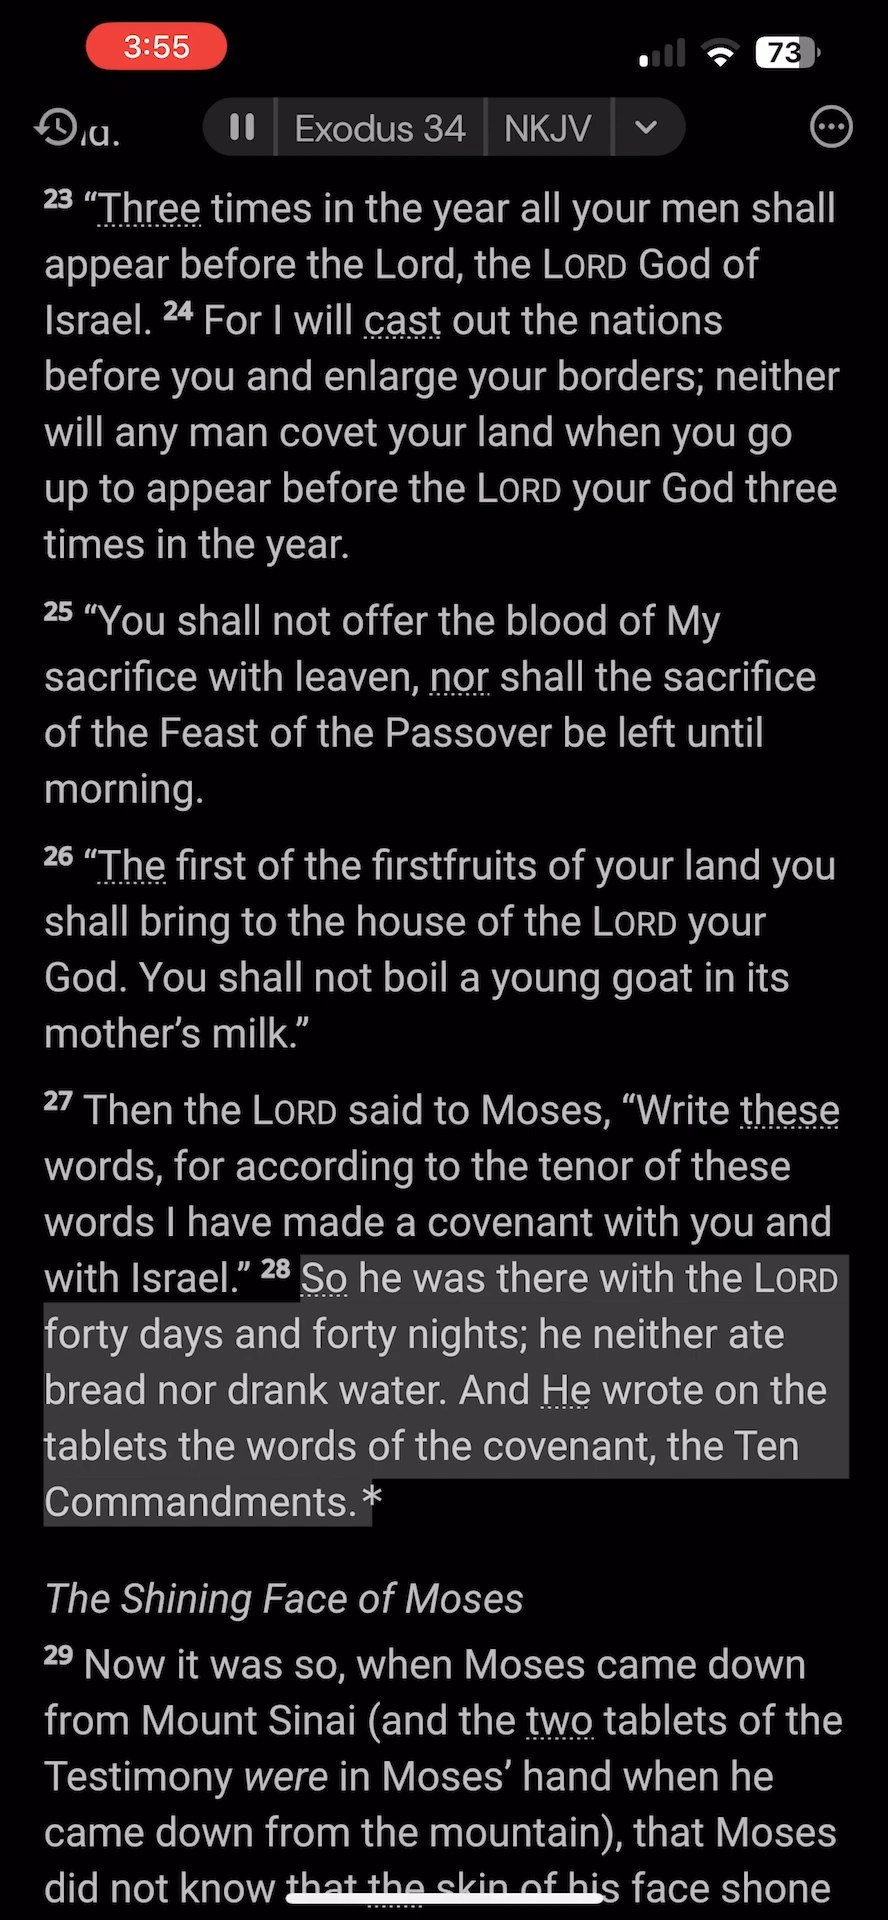 3:55
73
Exodus 34 NKJV
23 “Three times in the year all your men shall
appear before the Lord, the LORD God of
Israel. 24 For I will cast out the nations
before you and enlarge your borders; neither
will any man covet your land when you go
up to appear before the LORD your God three
times in the year.
25 “You shall not offer the blood of My
sacrifice with leaven, nor shall the sacrifice
of the Feast of the Passover be left until
morning.
26 “The first of the firstfruits of your land you
shall bring to the house of the LORD your
God. You shall not boil a young goat in its
mother’s milk.”
27 Then the LORD said to Moses, “Write these
words, for according to the tenor of these
words I have made a covenant with you and
with Israel.” 28 So he was there with the LORD
forty days and forty nights; he neither ate
bread nor drank water. And He wrote on the
tablets the words of the covenant, the Ten
Commandments.*
The Shining Face of Moses
29 Now it was so, when Moses came down
from Mount Sinai (and the two tablets of the
Testimony were in Moses’ hand when he
came down from the mountain), that Moses
did not know that the skin of his face shone